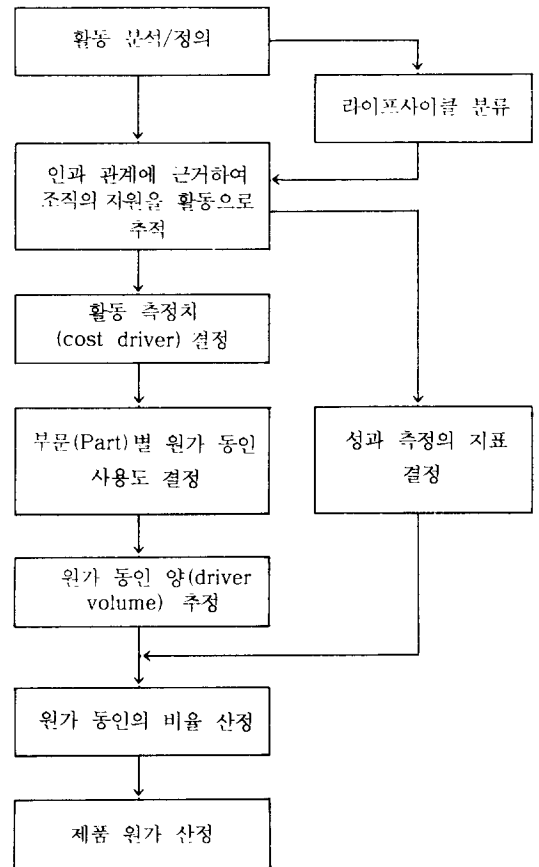 활동 분석/정의
라이프사이클 분류
인과 관계에 근거하여
조직의 자원을 활동으로
추적
활동 측정치
(cost driver) 결정
부문(Part)별 원가 동인
사용도 결정
성과 측정의 지표
결정
원가 동인 양(driver
volume) 추정
원가 동인의 비율 산정
제품 원가 산정